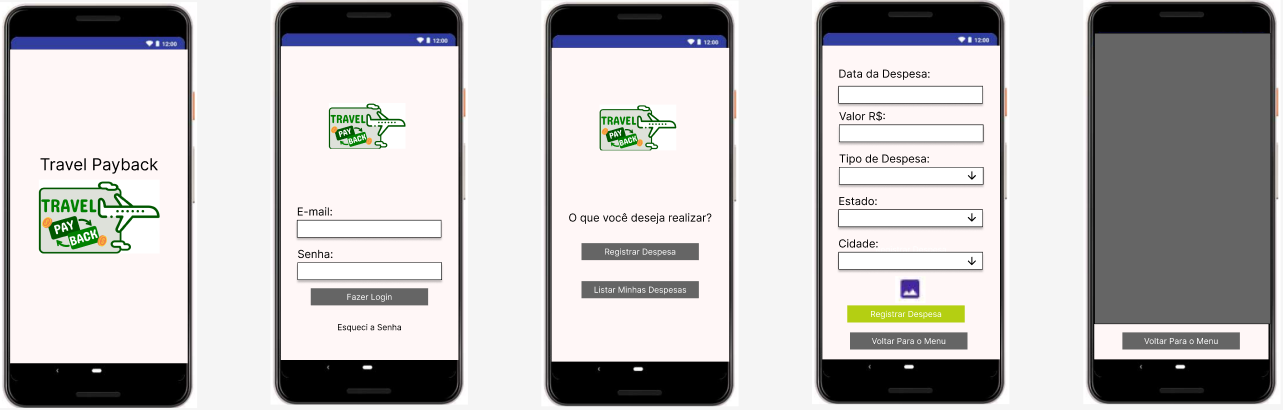 12:00
Travel Payback
TRAVEL
PAY
BACK
12:00
TRAVEL
PAY
BACK
E-mail:
Senha:
Fazer Login
Esqueci a Senha
12:00
TRAVEL
PAY
BACK
O que você deseja realizar?
Registrar Despesa
Listar Minhas Despesas
12:00
Data da Despesa:
Valor R$:
Tipo de Despesa:
Estado:
Cidade:
Registrar Despesa
Voltar Para o Menu
Voltar Para o Menu